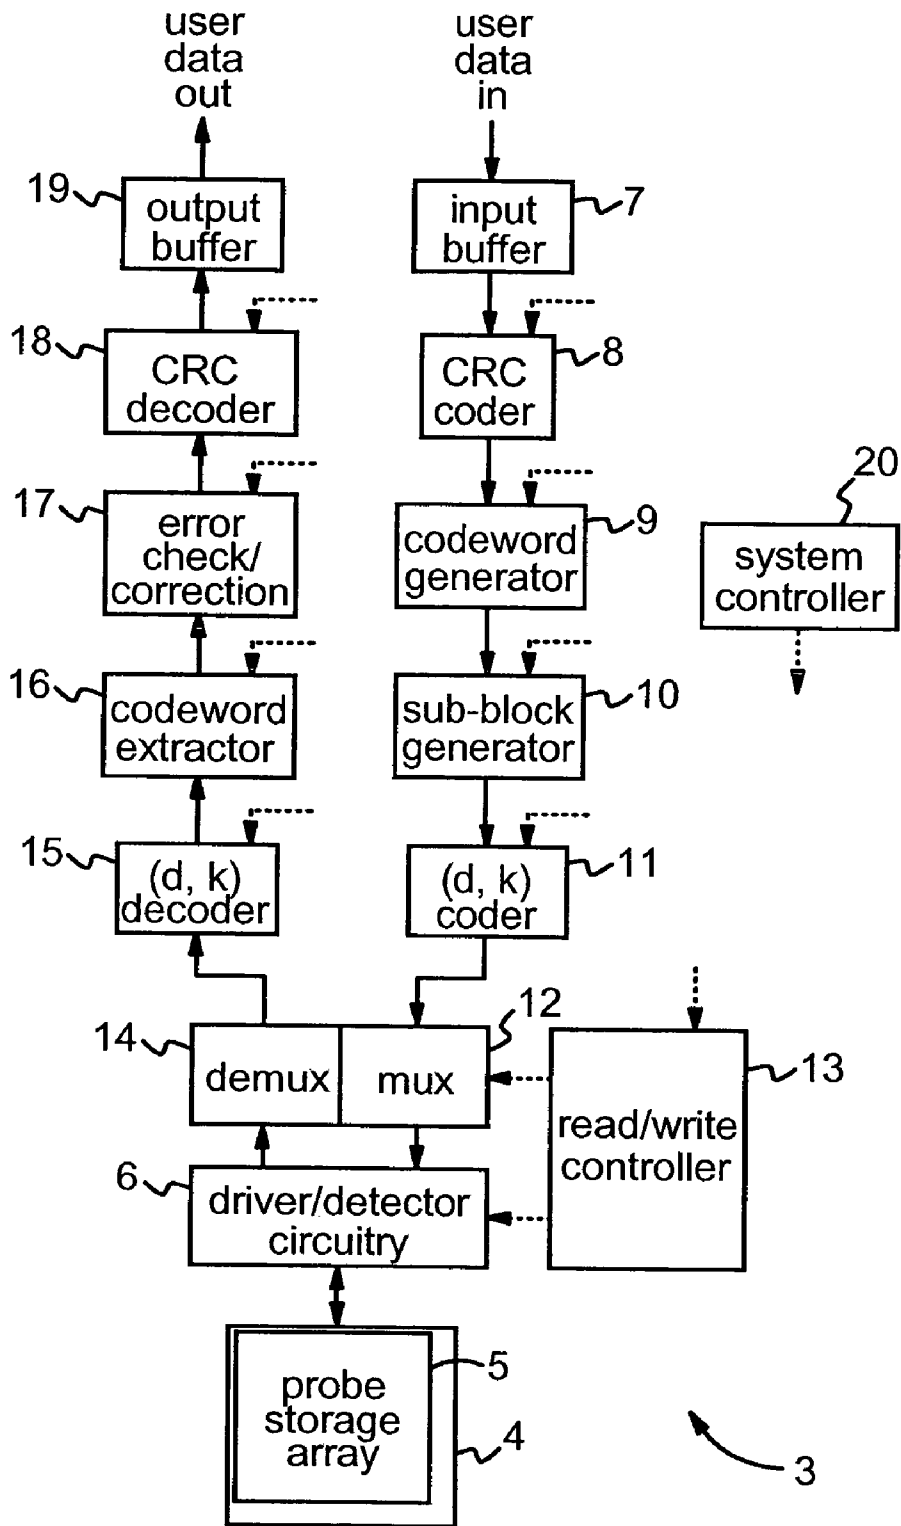 user
data
out
user
data
in
19
output
buffer
input
buffer
7
18
CRC
decoder
CRC
coder
8
17
error
check/
correction
codeword
generator
9
20
system
controller
16
codeword
extractor
sub-block
generator
10
15
(d, k)
decoder
(d, k)
coder
11
14
demux
mux
12
13
read/write
controller
6
driver/detector
circuitry
5
probe
storage
array
4
3